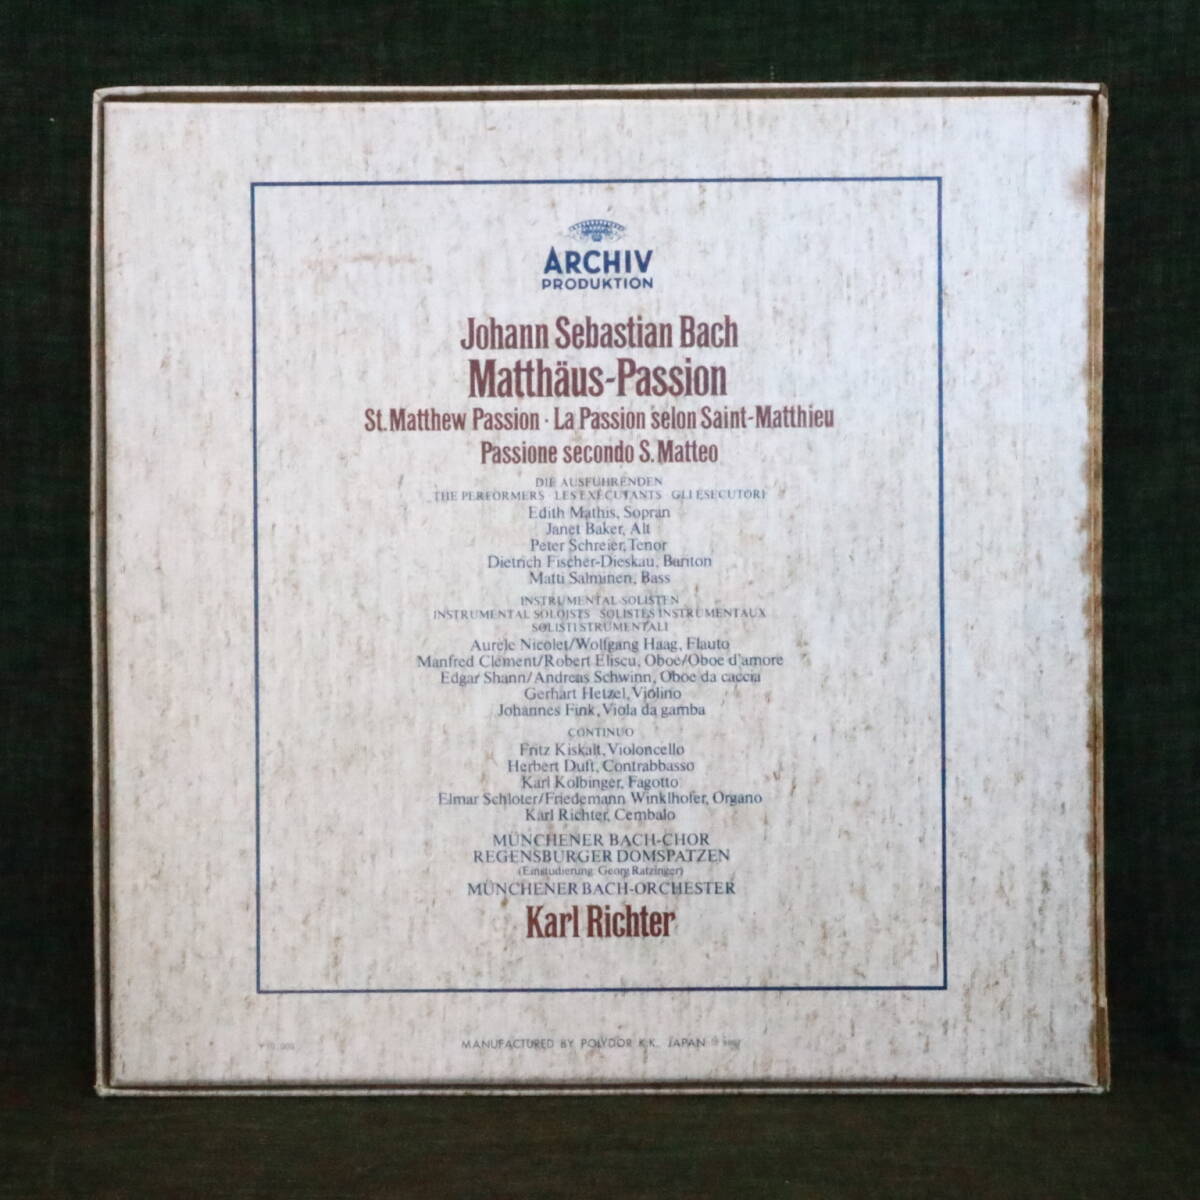 ARCHIV
PRODUKTION
Johann Sebastian Bach
Matthäus-Passion
St. Matthew Passion · La Passion selon Saint-Matthieu
Passione secondo S. Matteo
DIE AUSFÜHRENDEN
THE PERFORMERS LES EXÉCUTANTS GLI ESECUTORI
Edith Mathis, Sopran
Janet Baker, Alt
Peter Schreier, Tenor
Dietrich Fischer-Dieskau, Bariton
Matti Salminen, Bass
INSTRUMENTAL-SOLISTEN
INSTRUMENTAL SOLOISTS SOLISTES INSTRUMENTAUX
SOLISTI STRUMENTALI
Aurèle Nicolet/Wolfgang Haag, Flauto
Manfred Clement/Robert Eliscu, Oboe/Oboe d'amore
Edgar Shann/Andreas Schwinn, Oboe da caccia
Gerhart Hetzel, Violino
Johannes Fink, Viola da gamba
CONTINUO
Fritz Kiskalt, Violoncello
Herbert Duft, Contrabbasso
Karl Kolbinger, Fagotto
Elmar Schloter/Friedemann Winklhofer, Organo
Karl Richter, Cembalo
MÜNCHENER BACH-CHOR
REGENSBURGER DOMSPATZEN
(Einstudierung: Georg Ratzinger)
MÜNCHENER BACH-ORCHESTER
Karl Richter
MANUFACTURED BY POLYDOR K.K. JAPAN